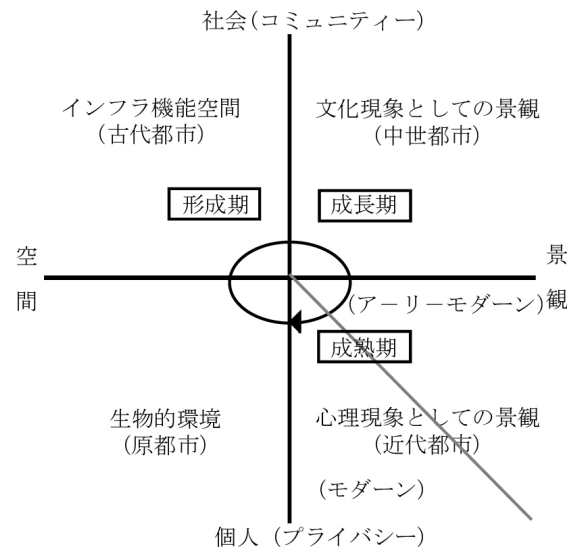 社会(コミュニティー)
インフラ機能空間
(古代都市)
文化現象としての景観
(中世都市)
形成期
成長期
空間
景観
(アーリーモダーン)
成熟期
生物的環境
(原都市)
心理現象としての景観
(近代都市)
(モダーン)
個人(プライバシー)